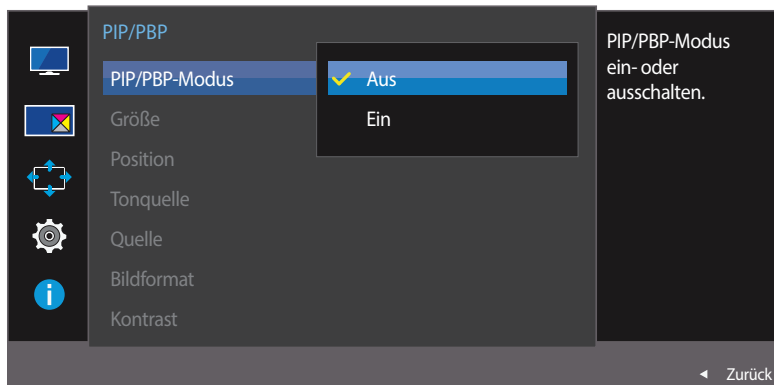 PIP/PBP
PIP/PBP-Modus
Aus
Ein
Größe
Position
Tonquelle
Quelle
Bildformat
Kontrast
PIP/PBP-Modus
ein- oder
ausschalten.
Zurück